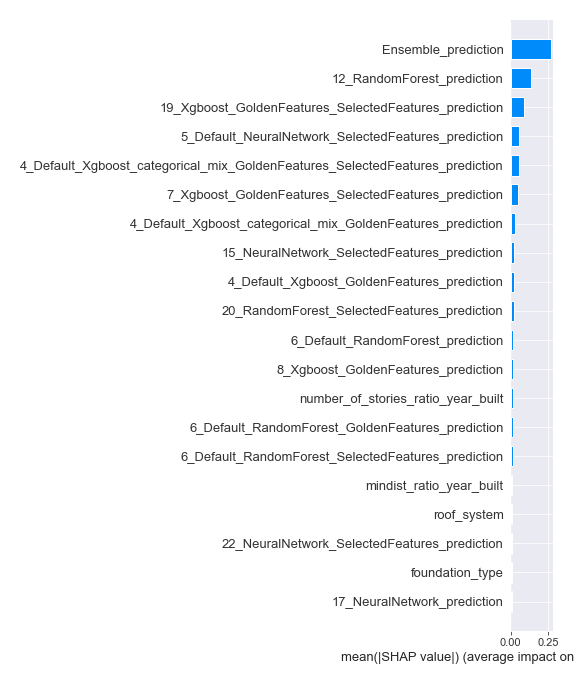 Ensemble_prediction
12_RandomForest_prediction
19_Xgboost_GoldenFeatures_SelectedFeatures_prediction
5_Default_NeuralNetwork_SelectedFeatures_prediction
4_Default_Xgboost_categorical_mix_GoldenFeatures_SelectedFeatures_prediction
7_Xgboost_GoldenFeatures_SelectedFeatures_prediction
4_Default_Xgboost_categorical_mix_GoldenFeatures_prediction
15_NeuralNetwork_SelectedFeatures_prediction
4_Default_Xgboost_GoldenFeatures_prediction
20_RandomForest_SelectedFeatures_prediction
6_Default_RandomForest_prediction
8_Xgboost_GoldenFeatures_prediction
number_of_stories_ratio_year_built
6_Default_RandomForest_GoldenFeatures_prediction
6_Default_RandomForest_SelectedFeatures_prediction
mindist_ratio_year_built
roof_system
22_NeuralNetwork_SelectedFeatures_prediction
foundation_type
17_NeuralNetwork_prediction
0.00 0.25
mean(|SHAP value|) (average impact on